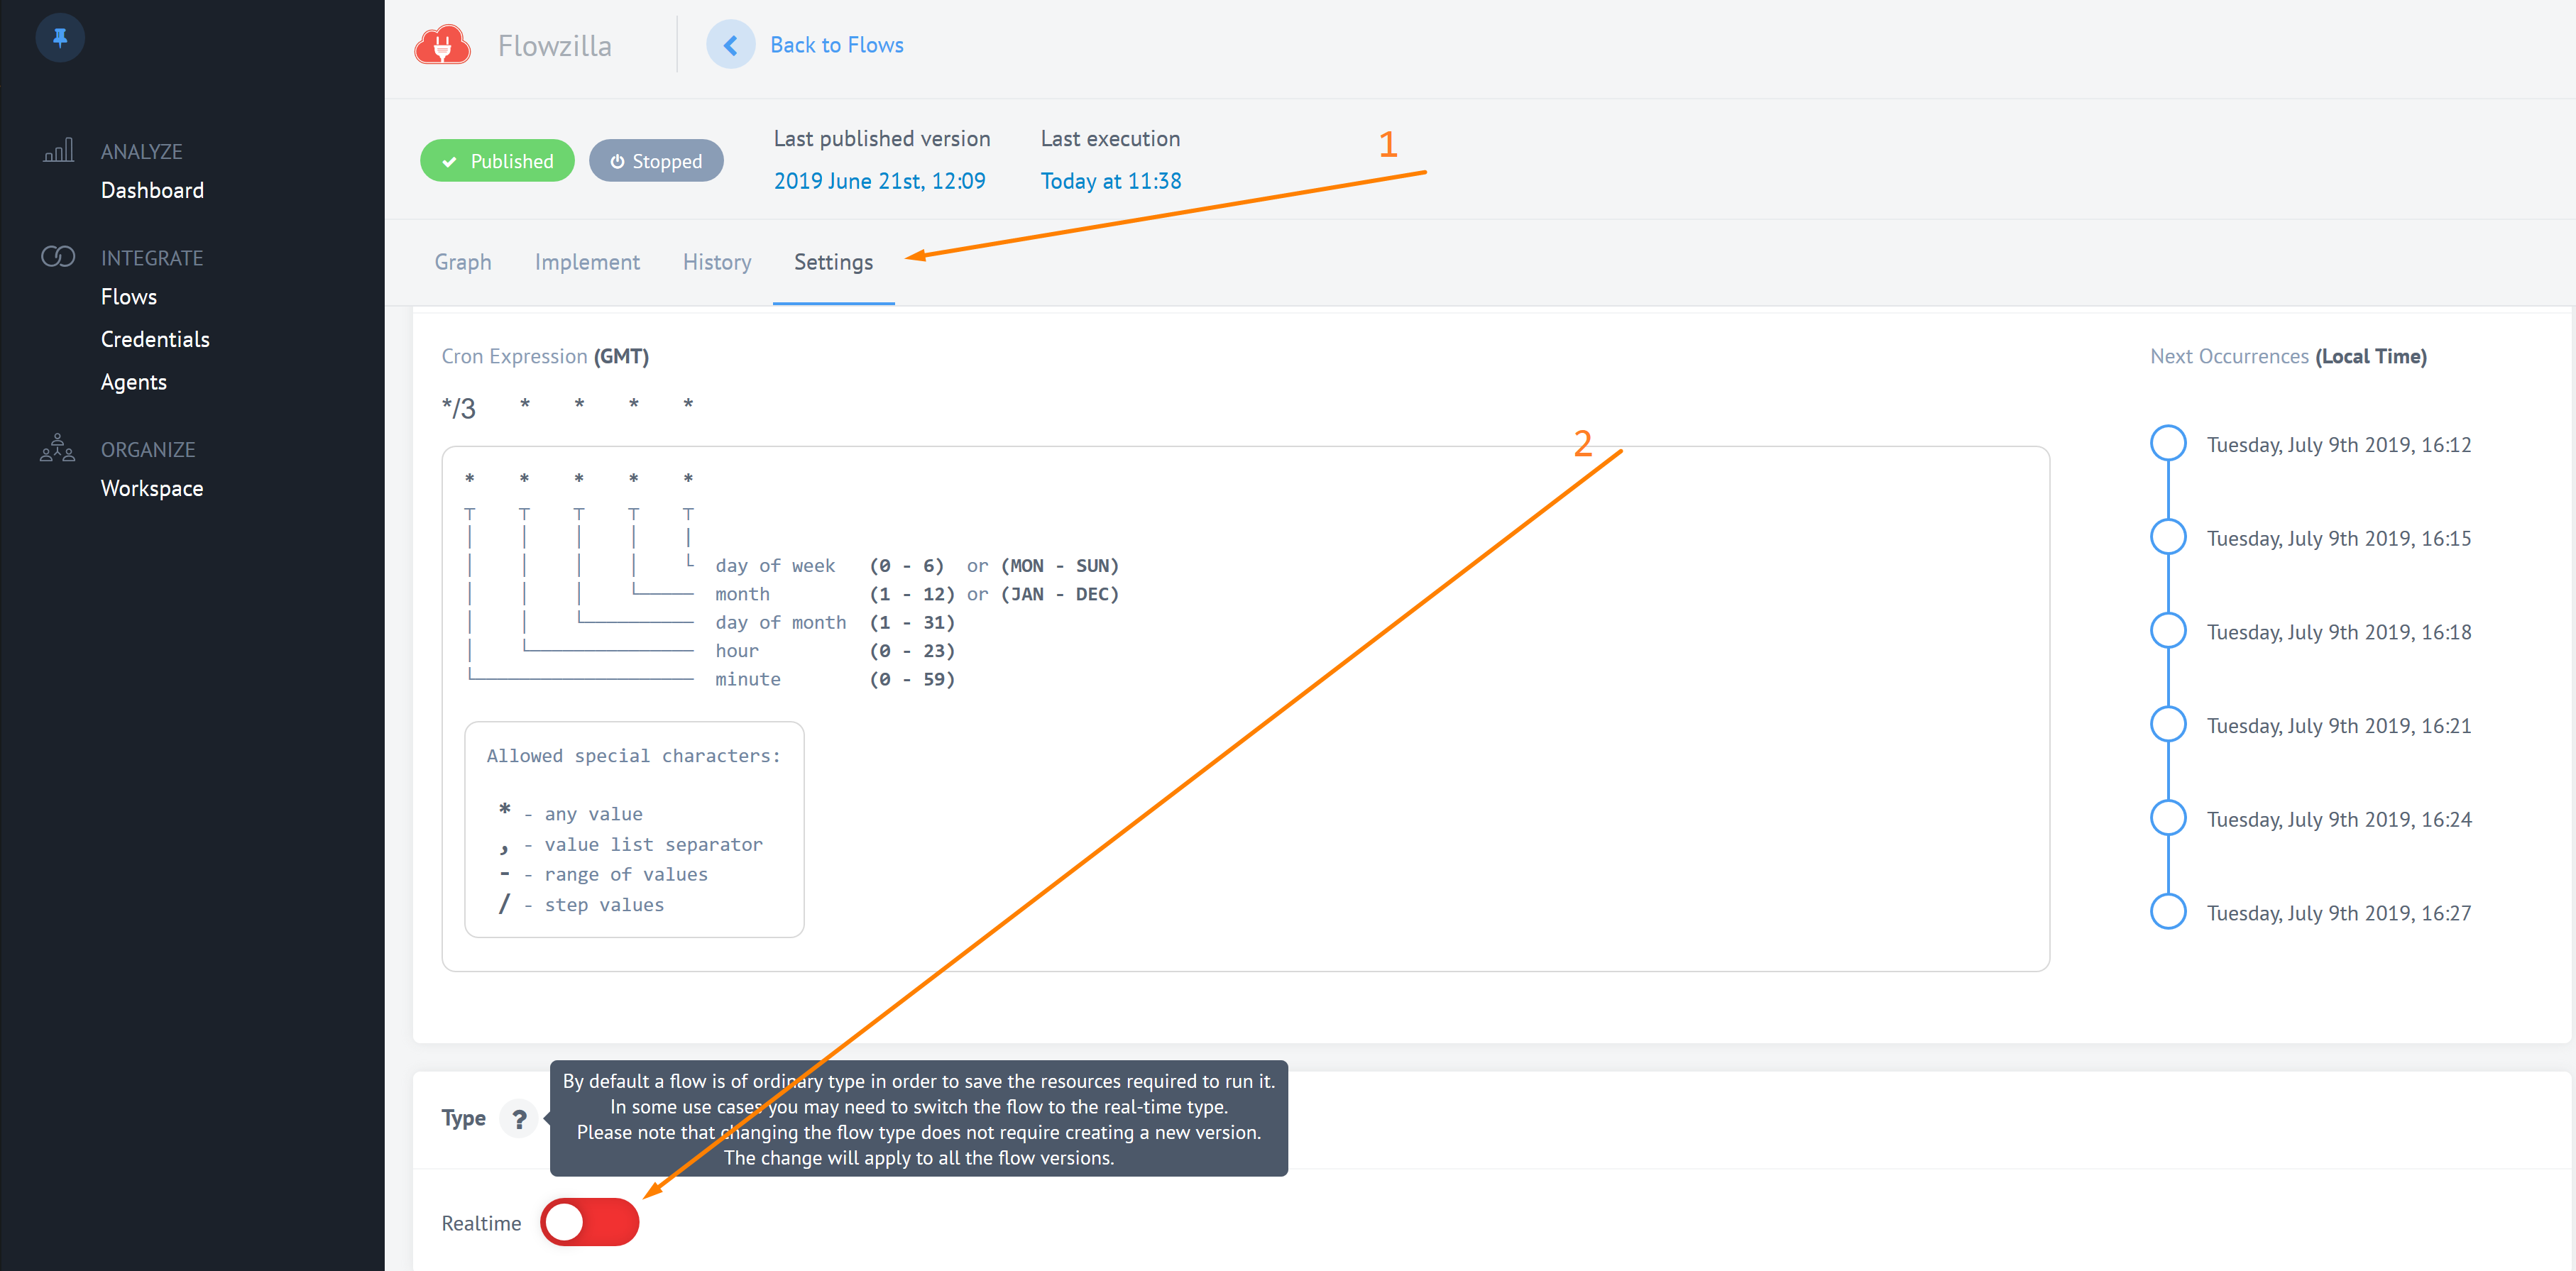 Flowzilla
Back to Flows
ANALYZE
Dashboard
INTEGRATE
Flows
Credentials
Agents
ORGANIZE
Workspace
Published
Stopped
Last published version
2019 June 21st, 12:09
Last execution
Today at 11:38
1
Graph Implement History Settings
Cron Expression (GMT)
*/3 * * * *
2
* * * * *
day of week (0 - 6) or (MON - SUN)
month (1 - 12) or (JAN - DEC)
day of month (1 - 31)
hour (0 - 23)
minute (0 - 59)
Allowed special characters:
* - any value
, - value list separator
- - range of values
/ - step values
Next Occurrences (Local Time)
Tuesday, July 9th 2019, 16:12
Tuesday, July 9th 2019, 16:15
Tuesday, July 9th 2019, 16:18
Tuesday, July 9th 2019, 16:21
Tuesday, July 9th 2019, 16:24
Tuesday, July 9th 2019, 16:27
Type ?
By default a flow is of ordinary type in order to save the resources required to run it.
In some use cases you may need to switch the flow to the real-time type.
Please note that changing the flow type does not require creating a new version.
The change will apply to all the flow versions.
Realtime